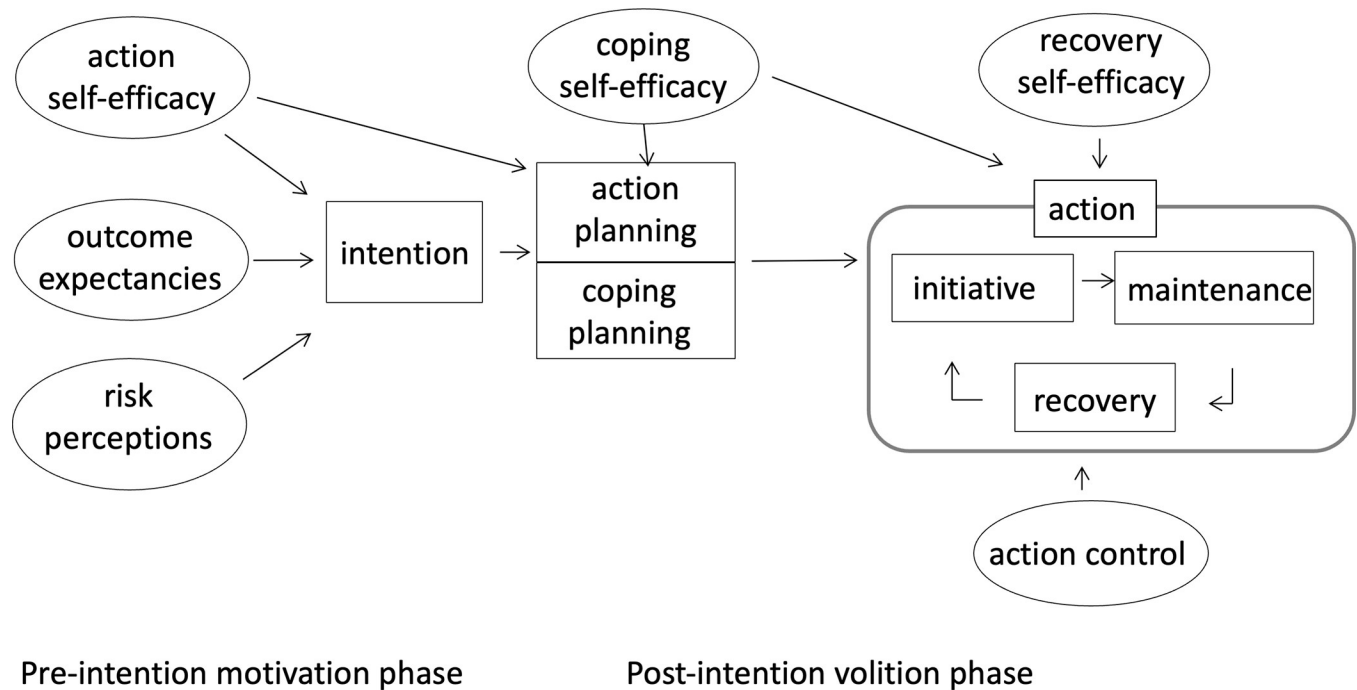 action
self-efficacy
coping
self-efficacy
recovery
self-efficacy
outcome
expectancies
intention
action
planning
coping
planning
action
initiative
maintenance
recovery
risk
perceptions
action control
Pre-intention motivation phase
Post-intention volition phase